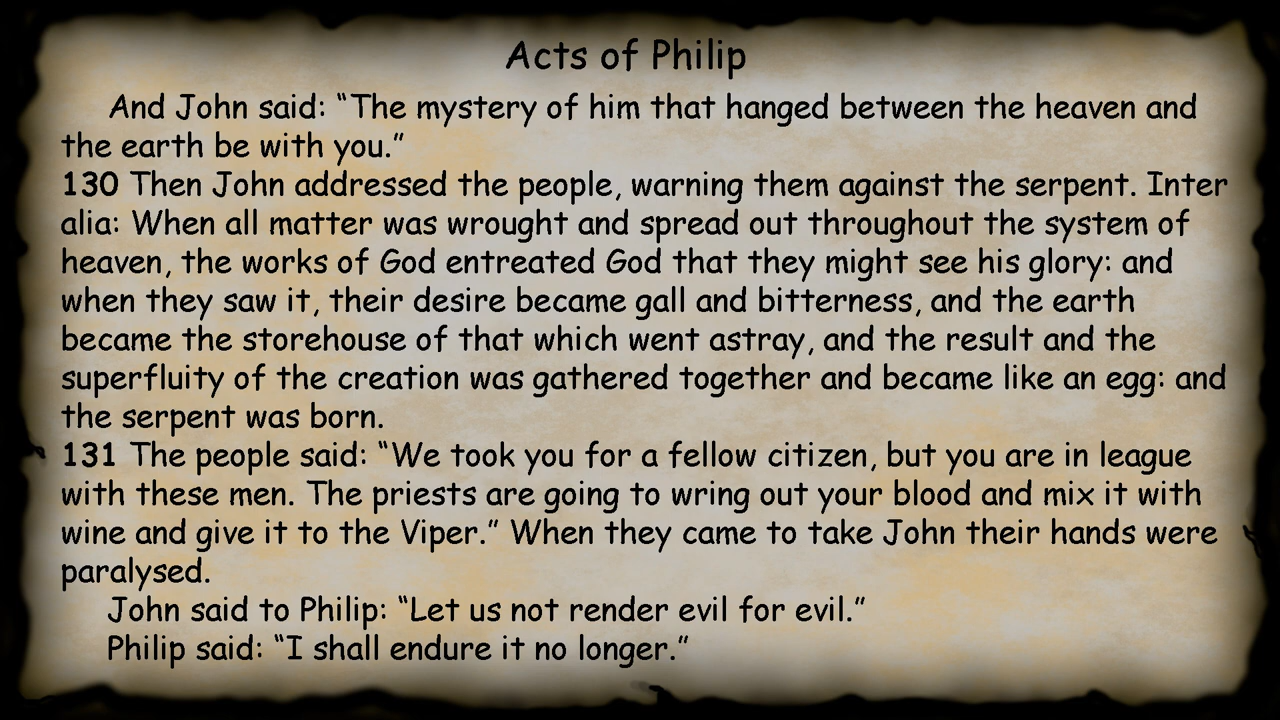 Acts of Philip
And John said: “The mystery of him that hanged between the heaven and
the earth be with you.”
130 Then John addressed the people, warning them against the serpent. Inter
alia: When all matter was wrought and spread out throughout the system of
heaven, the works of God entreated God that they might see his glory: and
when they saw it, their desire became gall and bitterness, and the earth
became the storehouse of that which went astray, and the result and the
superfluity of the creation was gathered together and became like an egg: and
the serpent was born.
131 The people said: “We took you for a fellow citizen, but you are in league
with these men. The priests are going to wring out your blood and mix it with
wine and give it to the Viper.” When they came to take John their hands were
paralysed.
John said to Philip: “Let us not render evil for evil.”
Philip said: “I shall endure it no longer.”